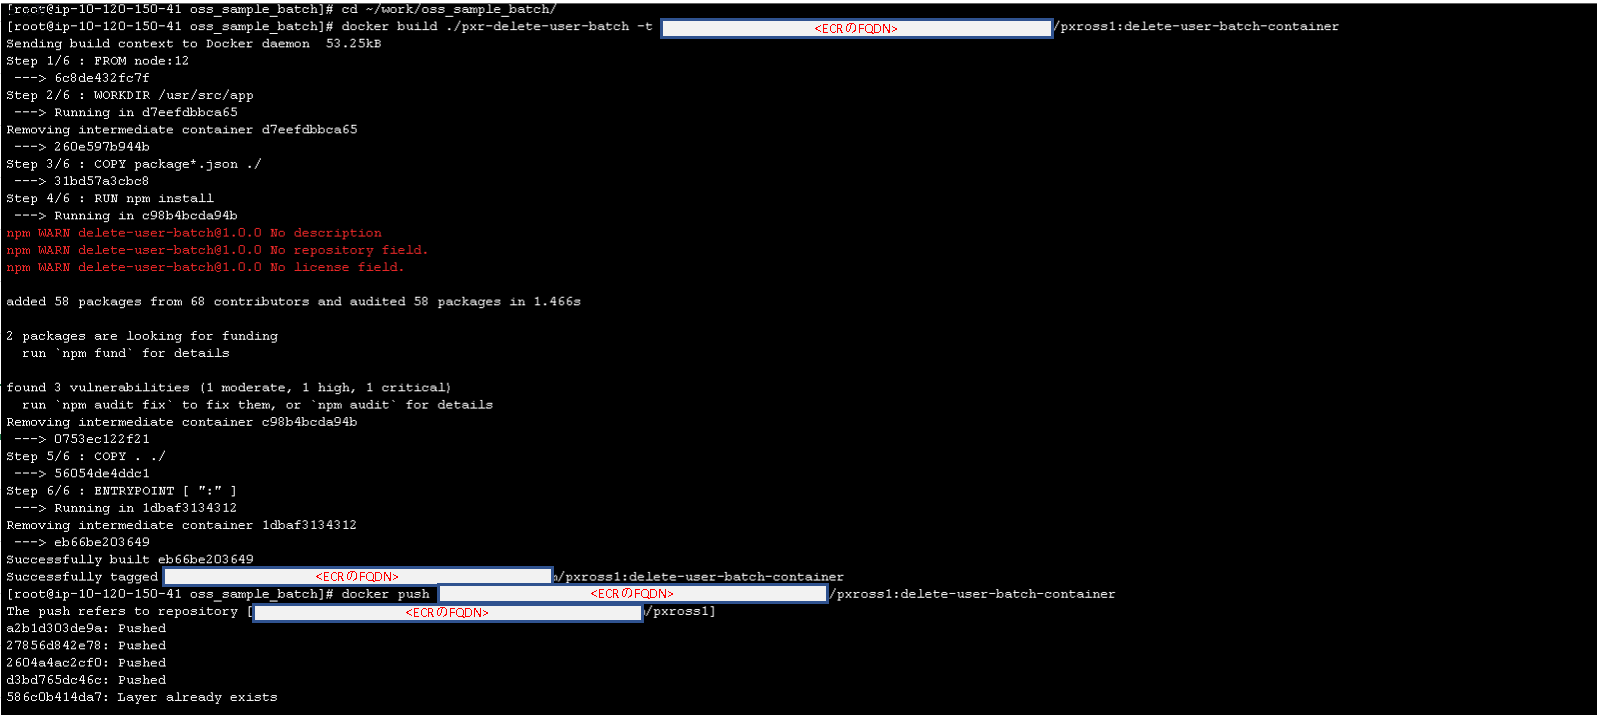 [root@ip-10-120-150-41 oss_sample_batch]# cd ~/work/oss_sample_batch/
[root@ip-10-120-150-41 oss_sample_batch]# docker build ./pxr-delete-user-batch -t <ECRのFQDN>/pxross1:delete-user-batch-container
Sending build context to Docker daemon  53.25kB
Step 1/6 : FROM node:12
 ---> 6c8de432fc7f
Step 2/6 : WORKDIR /usr/src/app
 ---> Running in d7eefdbbca65
Removing intermediate container d7eefdbbca65
 ---> 260e597b944b
Step 3/6 : COPY package*.json ./
 ---> 31bd57a3cbc8
Step 4/6 : RUN npm install
 ---> Running in c98b4bcda94b
npm WARN delete-user-batch@1.0.0 No description
npm WARN delete-user-batch@1.0.0 No repository field.
npm WARN delete-user-batch@1.0.0 No license field.
added 58 packages from 68 contributors and audited 58 packages in 1.466s
2 packages are looking for funding
  run `npm fund` for details
found 3 vulnerabilities (1 moderate, 1 high, 1 critical)
  run `npm audit fix` to fix them, or `npm audit` for details
Removing intermediate container c98b4bcda94b
 ---> 0753ec122f21
Step 5/6 : COPY . ./
 ---> 56054de4ddc1
Step 6/6 : ENTRYPOINT [ ":" ]
 ---> Running in 1dbaf3134312
Removing intermediate container 1dbaf3134312
 ---> eb66be203649
Successfully built eb66be203649
Successfully tagged <ECRのFQDN>/pxross1:delete-user-batch-container
[root@ip-10-120-150-41 oss_sample_batch]# docker push <ECRのFQDN>/pxross1:delete-user-batch-container
The push refers to repository [<ECRのFQDN>/pxross1]
a2b1d303de9a: Pushed
27856d842e78: Pushed
2604a4ac2cf0: Pushed
d3bd765dc46c: Pushed
586c0b414da7: Layer already exists